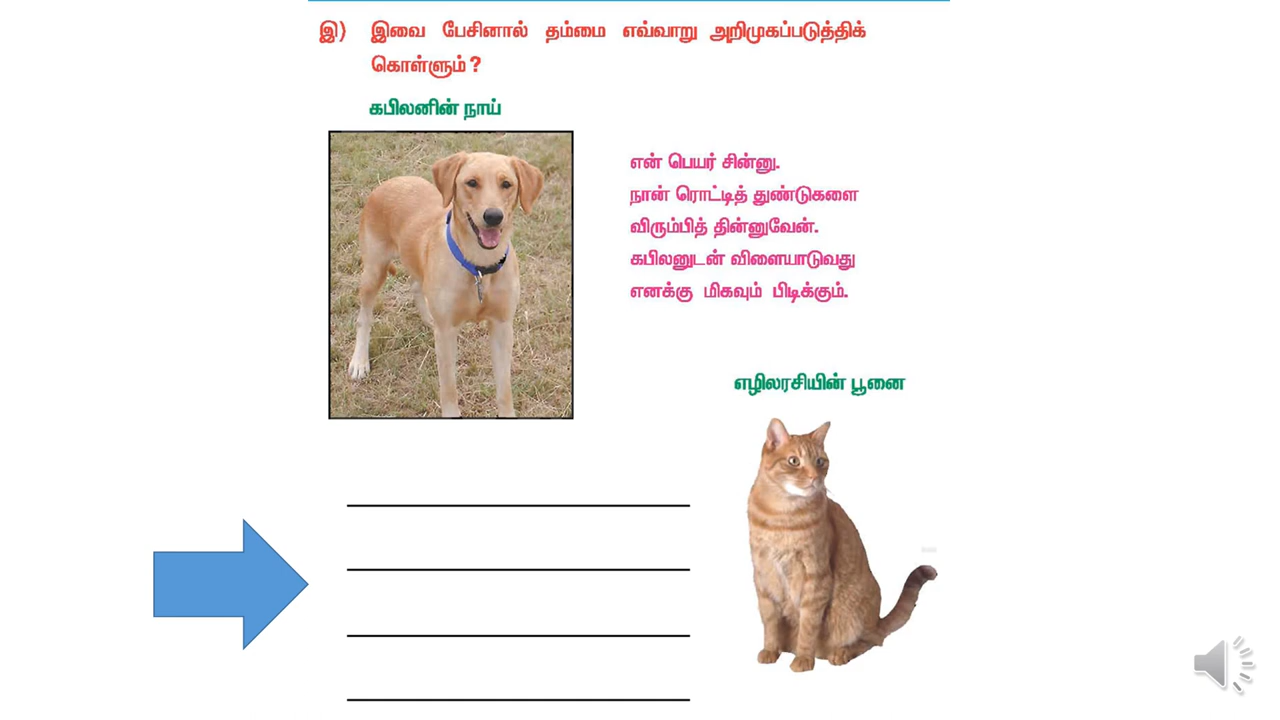 இ) இவை பேசினால் தம்மை எவ்வாறு அறிமுகப்படுத்திக்
கொள்ளும் ?
கபிலனின் நாய்
என் பெயர் சின்னு.
நான் ரொட்டித் துண்டுகளை
விரும்பித் தின்னுவேன்.
கபிலனுடன் விளையாடுவது
எனக்கு மிகவும் பிடிக்கும்.
எழிலரசியின் பூனை